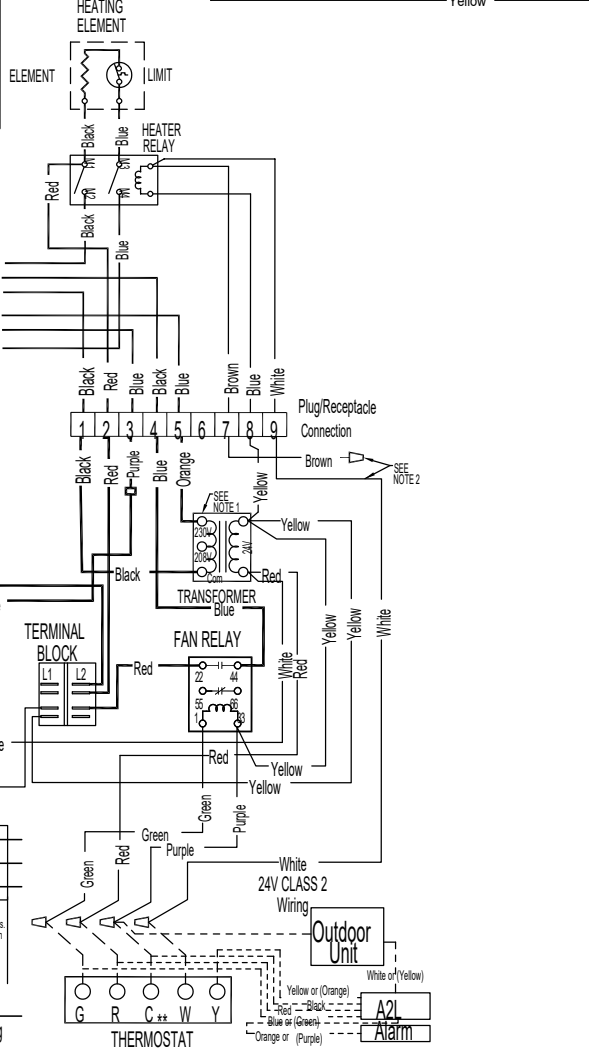 HEATING
ELEMENT
Yellow
ELEMENT
LIMIT
Black
Blue
HEATER
RELAY
M1
M3
M2
M4
Red
Black
Blue
Black
Red
Blue
Black
Blue
Brown
Blue
White
Plug/Receptacle
Connection
1 2 3 4 5 6 7 8 9
Black
Red
Purple
Blue
Orange
Yellow
Brown
SEE
NOTE 2
SEE
NOTE 1
230V
208V
Com
24V
Yellow
Black
Red
TRANSFORMER
Blue
TERMINAL
BLOCK
L1 L2
FAN RELAY
Red
22 44
55 66
1
33
White
Red
Yellow
Yellow
White
Red
Yellow
Yellow
Green
Purple
Green
Purple
Green
Red
White
24V CLASS 2
Wiring
Outdoor
Unit
White or (Yellow)
Yellow or (Orange)
Black
Red
Blue or (Green)
Orange or (Purple)
A2L
Alarm
G R C ** W Y
THERMOSTAT
e
s.
n
g